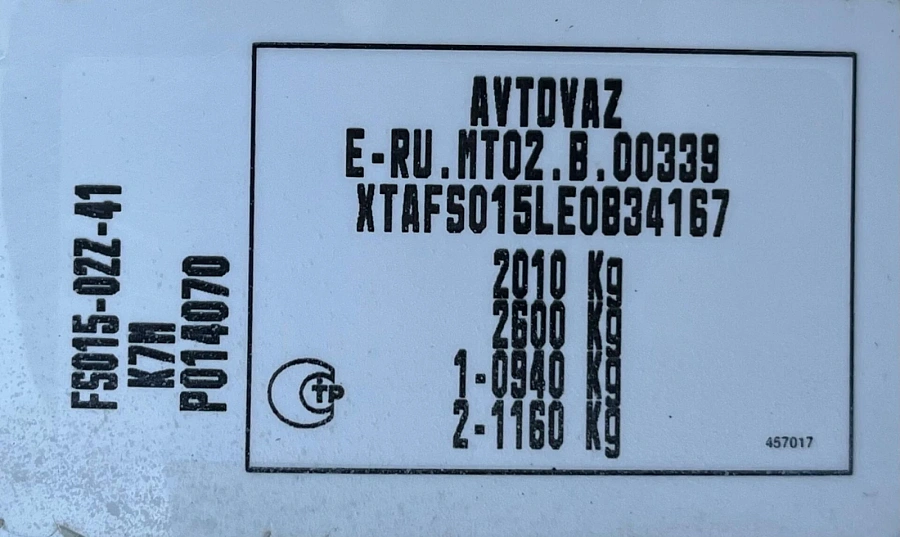 AVTOVAZ
E-RU.MT02.B.00339
XTAFS015LE0834167
2010 Kg
2600 Kg
1-0940 Kg
2-1160 Kg
457017
TP
FS015-02Z-41
K7M
P014070